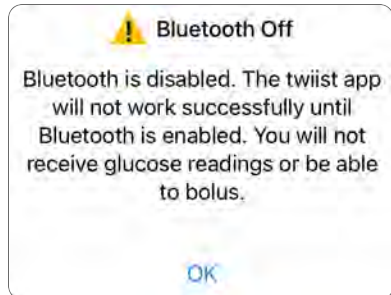 Bluetooth Off
Bluetooth is disabled. The twiist app
will not work successfully until
Bluetooth is enabled. You will not
receive glucose readings or be able
to bolus.
OK